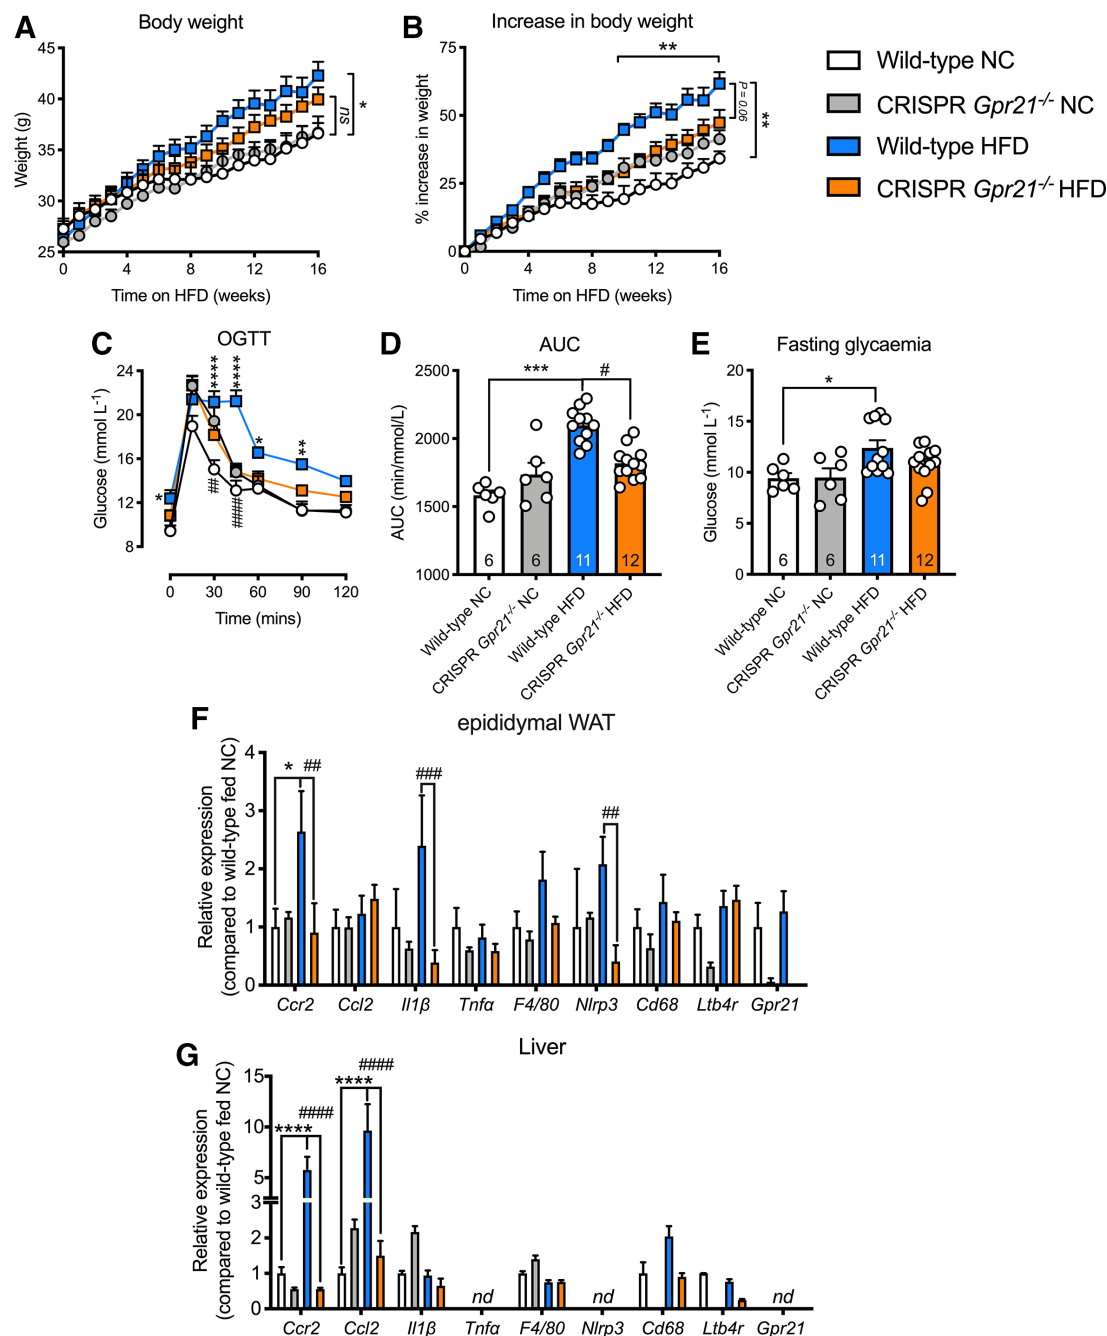 A
Body weight
Weight (g)
45
40
35
30
25
0 4 8 12 16
Time on HFD (weeks)
ns
*
B
Increase in body weight
% increase in weight
75
50
25
0
0 4 8 12 16
Time on HFD (weeks)
**
P = 0.06
**
Wild-type NC
CRISPR Gpr21-/- NC
Wild-type HFD
CRISPR Gpr21-/- HFD
C
OGTT
Glucose (mmol L-1)
24
20
16
12
8
0 30 60 90 120
Time (mins)
*
****
****
*
**
##
####
D
AUC
AUC (min/mmol/L)
2500
2000
1500
1000
***
#
6 6 11 12
Wild-type NC
CRISPR Gpr21-/- NC
Wild-type HFD
CRISPR Gpr21-/- HFD
E
Fasting glycaemia
Glucose (mmol L-1)
20
15
10
5
0
*
6 6 11 12
Wild-type NC
CRISPR Gpr21-/- NC
Wild-type HFD
CRISPR Gpr21-/- HFD
F
epididymal WAT
Relative expression
(compared to wild-type fed NC)
4
3
2
1
0
* ##
###
##
Ccr2 Ccl2 Il1β Tnfα F4/80 Nlrp3 Cd68 Ltb4r Gpr21
G
Liver
Relative expression
(compared to wild-type fed NC)
15
10
5
3
2
1
0
####
****
####
****
nd nd nd
Ccr2 Ccl2 Il1β Tnfα F4/80 Nlrp3 Cd68 Ltb4r Gpr21